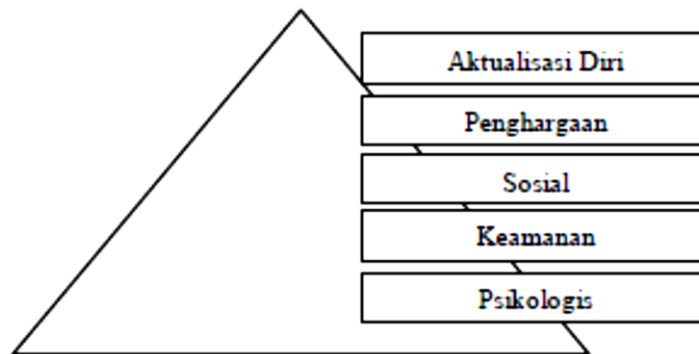 Aktualisasi Diri
Penghargaan
Sosial
Keamanan
Psikologis